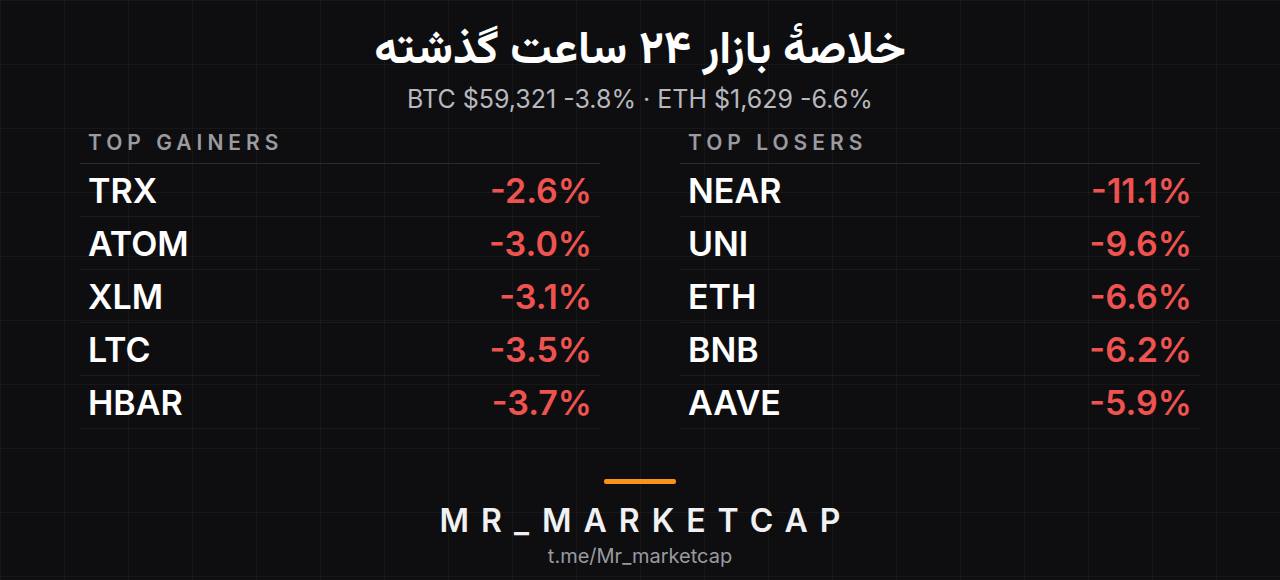 خلاصهٔ بازار ۲۴ ساعت گذشته
BTC $59,321 -3.8% · ETH $1,629 -6.6%
TOP GAINERS
TRX -2.6%
ATOM -3.0%
XLM -3.1%
LTC -3.5%
HBAR -3.7%
TOP LOSERS
NEAR -11.1%
UNI -9.6%
ETH -6.6%
BNB -6.2%
AAVE -5.9%
MR_MARKETCAP
t.me/Mr_marketcap